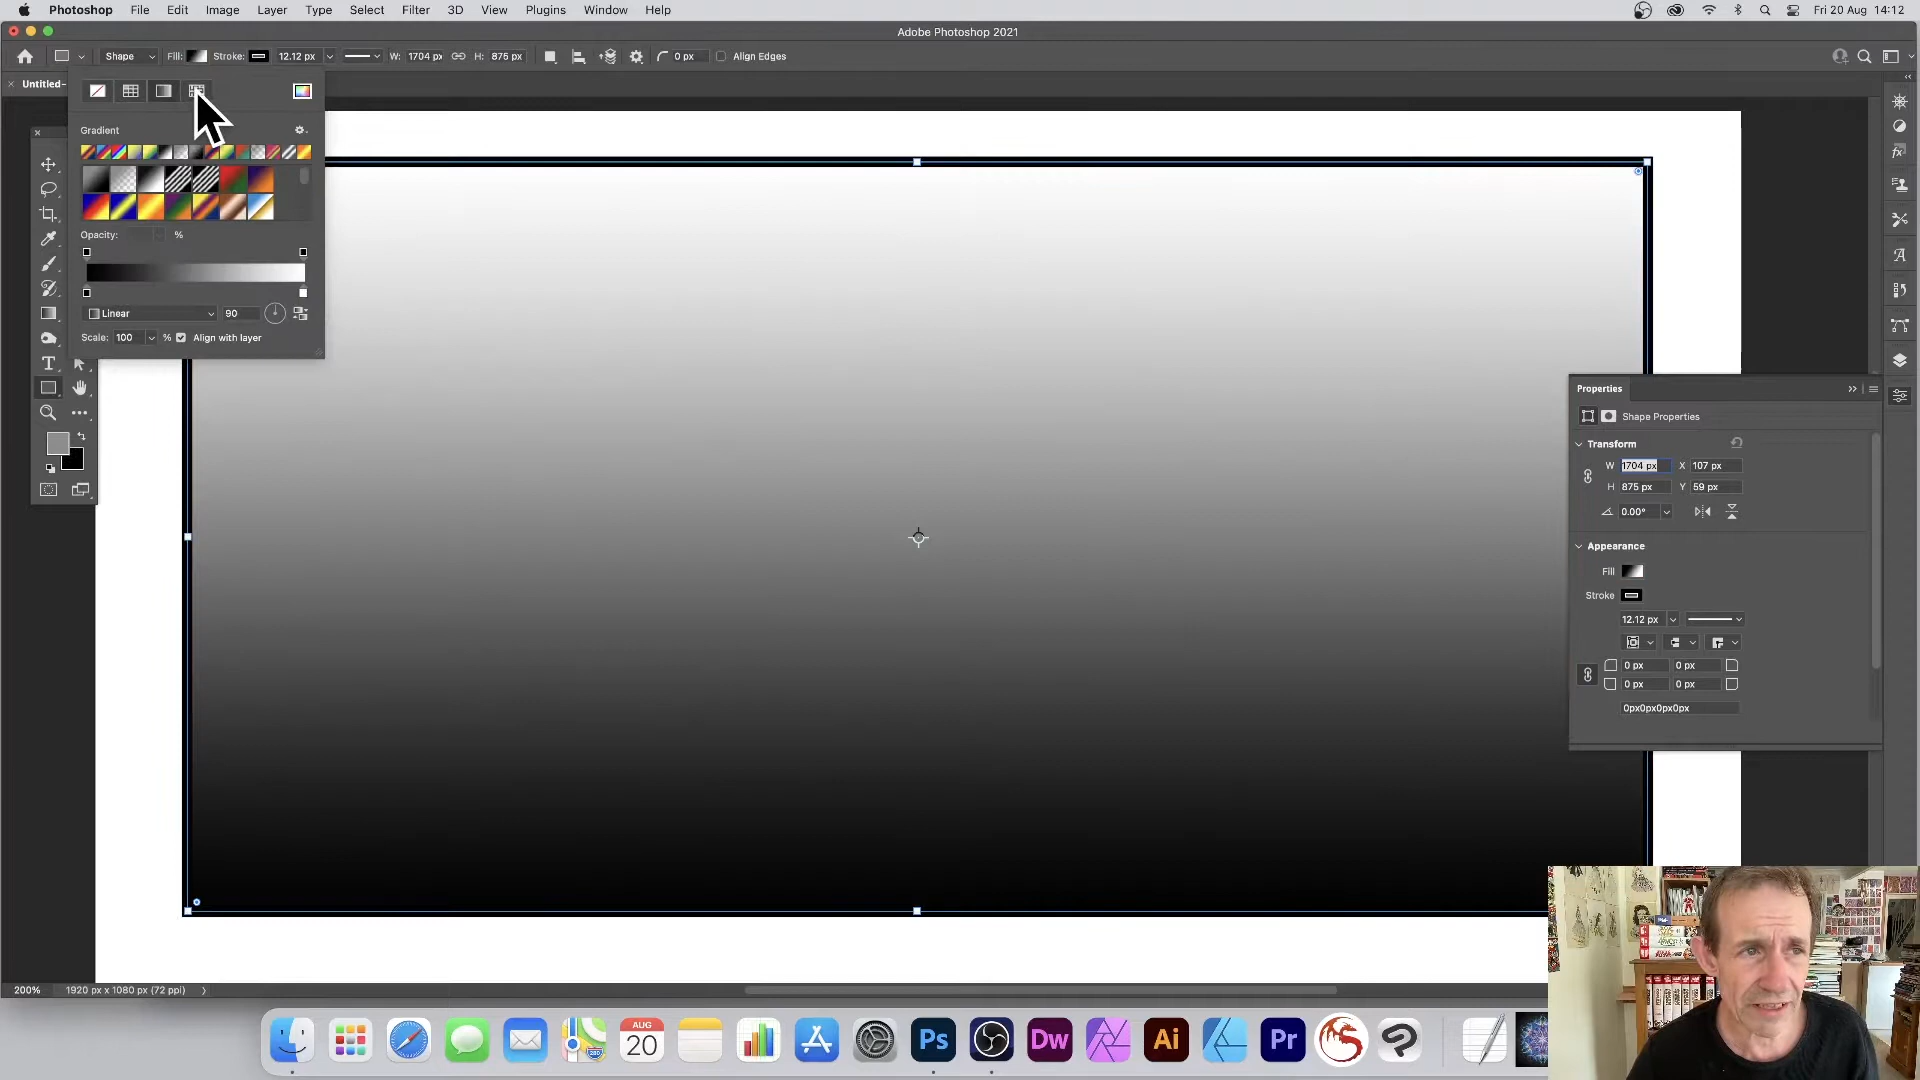 Photoshop File Edit Image Layer Type Select Filter 3D View Plugins Window Help Fri 20 Aug 14:12
Adobe Photoshop 2021
Shape Fill: Stroke: 12.12 px W: 1704 px H: 875 px 0 px Align Edges
Untitled-
Gradient
Opacity: %
Linear 90
Scale: 100 % Align with layer
Properties
Shape Properties
Transform
W 1704 px X 107 px
H 875 px Y 59 px
0.00°
Appearance
Fill
Stroke
12.12 px
0 px 0 px
0 px 0 px
0px0px0px0px
200% 1920 px x 1080 px (72 ppi)
AUG
20
280
Ps
Dw
Ai
Pr